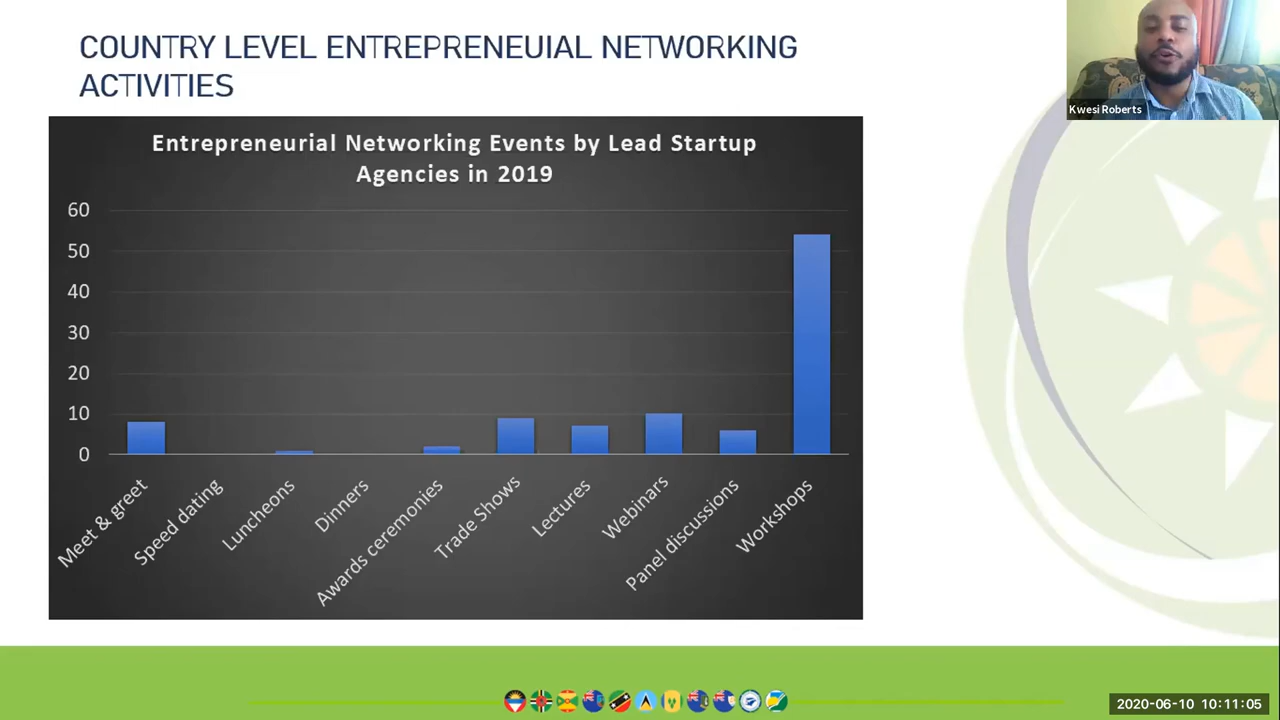 COUNTRY LEVEL ENTREPRENEUIAL NETWORKING
ACTIVITIES
Kwesi Roberts
Entrepreneurial Networking Events by Lead Startup
Agencies in 2019
60
50
40
30
20
10
0
Meet & greet
Speed dating
Luncheons
Dinners
Awards ceremonies
Trade Shows
Lectures
Webinars
Panel discussions
Workshops
2020-06-10 10:11:05